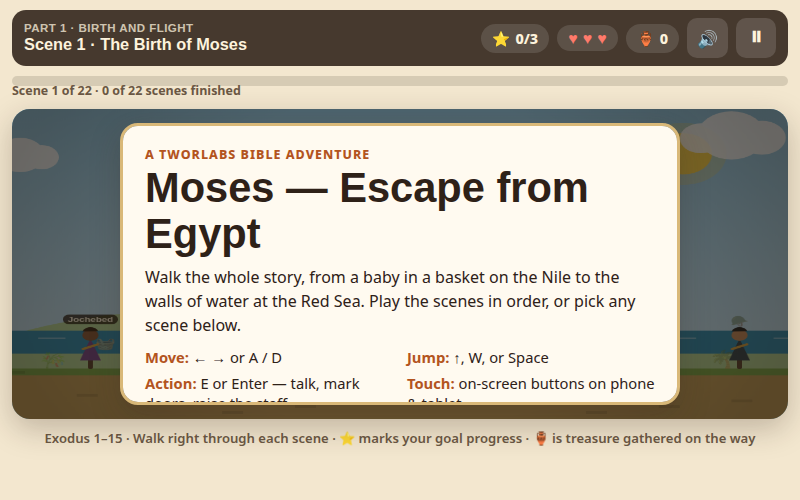 PART 1 · BIRTH AND FLIGHT
Scene 1 · The Birth of Moses
⭐ 0/3
♥ ♥ ♥
🏺 0
Scene 1 of 22 · 0 of 22 scenes finished
A TWORLABS BIBLE ADVENTURE
Moses — Escape from
Egypt
Walk the whole story, from a baby in a basket on the Nile to the
walls of water at the Red Sea. Play the scenes in order, or pick any
scene below.
Move: ← → or A / D
Jump: ↑, W, or Space
Action: E or Enter — talk, mark
Touch: on-screen buttons on phone
Jochebed
Exodus 1–15 · Walk right through each scene · ⭐ marks your goal progress · 🏺 is treasure gathered on the way